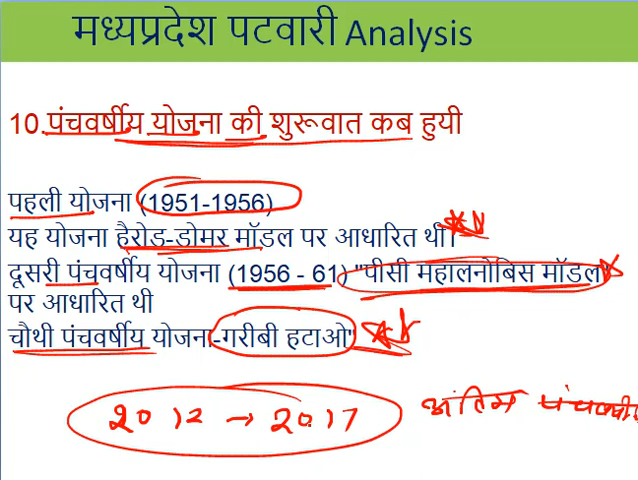 मध्यप्रदेश पटवारी Analysis
10.पंचवर्षीय योजना की शुरूवात कब हुयी
पहली योजना (1951-1956)
यह योजना हैरोड-डोमर मॉडल पर आधारित थी।
दूसरी पंचवर्षीय योजना (1956 - 61) "पीसी महालनोबिस मॉडल"
पर आधारित थी
चौथी पंचवर्षीय योजना-गरीबी हटाओ"
2012 → 2017 अंतिम